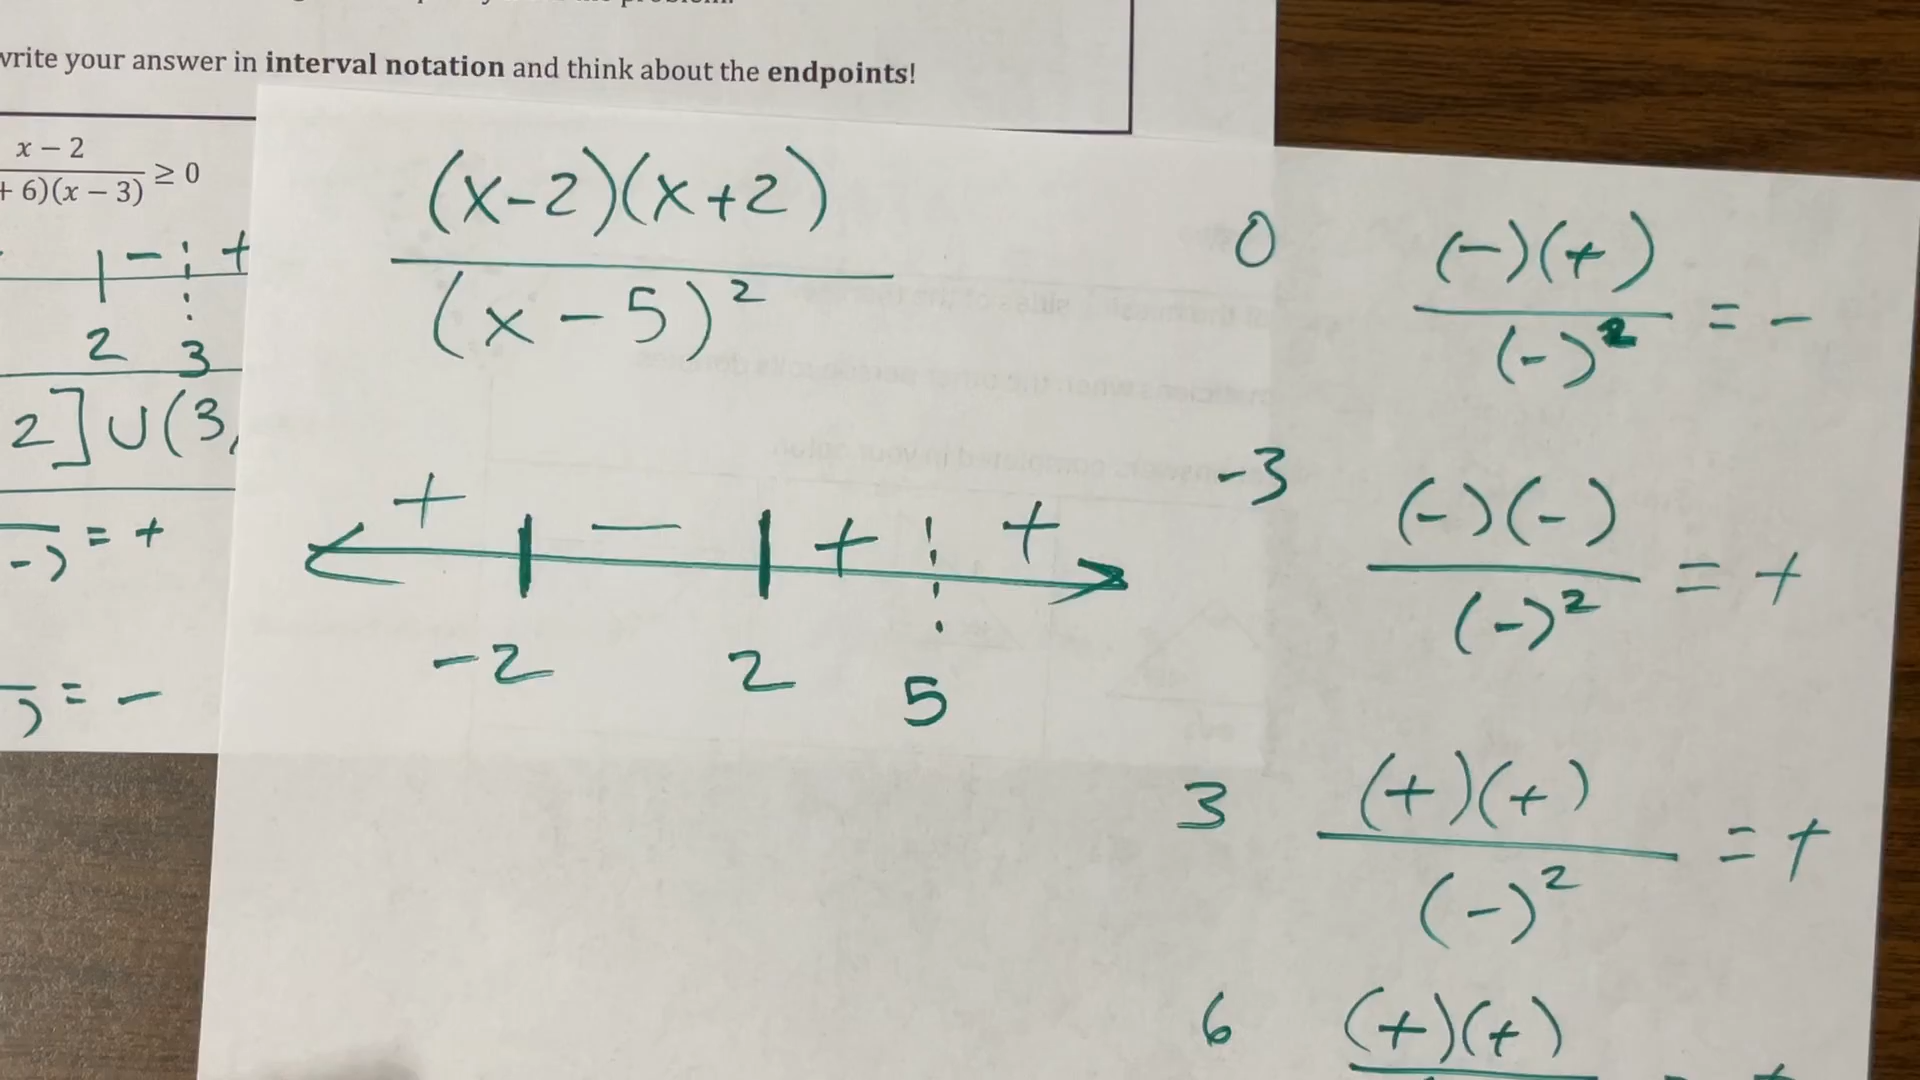 write your answer in interval notation and think about the endpoints!
x − 2
+ 6)(x − 3) ≥ 0
- +
2 3
2] ∪ (3,
-) = +
) = -
(x-2)(x+2)
(x-5)²
+ - + +
-2 2 5
0 (-)(+)
(-)² = -
-3 (-)(-)
(-)² = +
3 (+)(+)
(-)² = +
6 (+)(+)